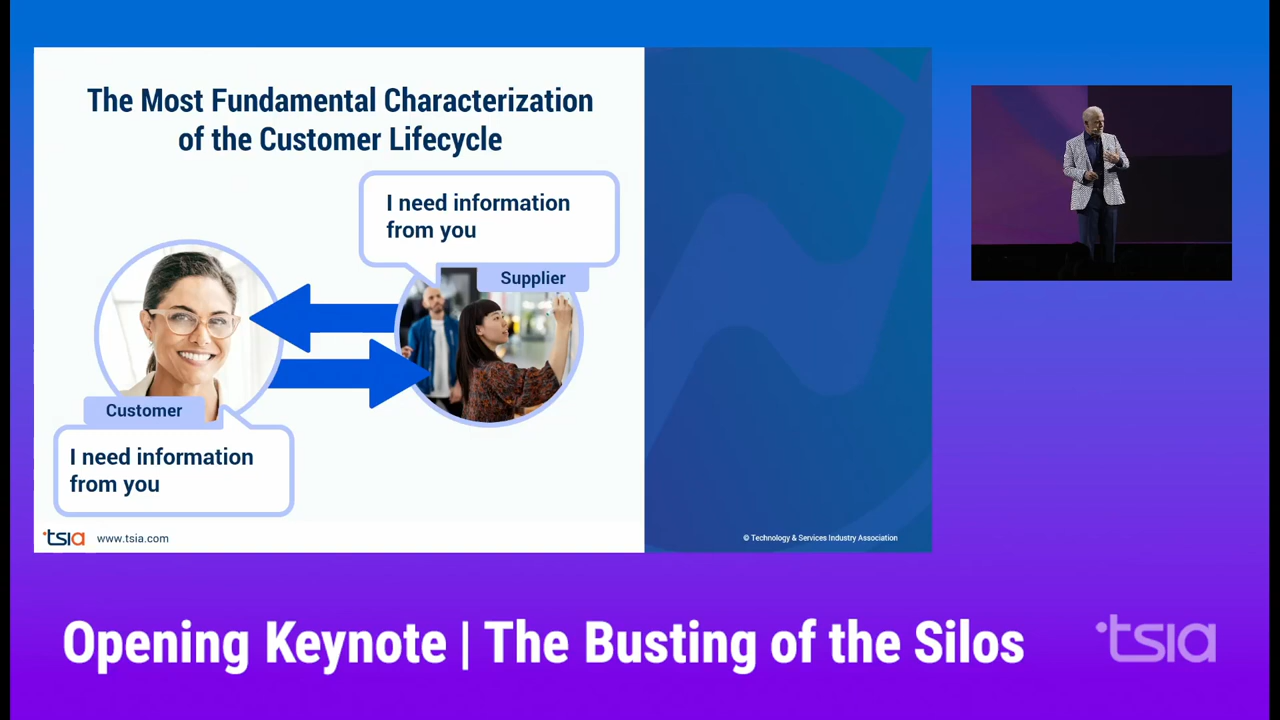 The Most Fundamental Characterization
of the Customer Lifecycle
I need information
from you
Supplier
Customer
I need information
from you
tsia www.tsia.com
© Technology & Services Industry Association
Opening Keynote | The Busting of the Silos
tsia